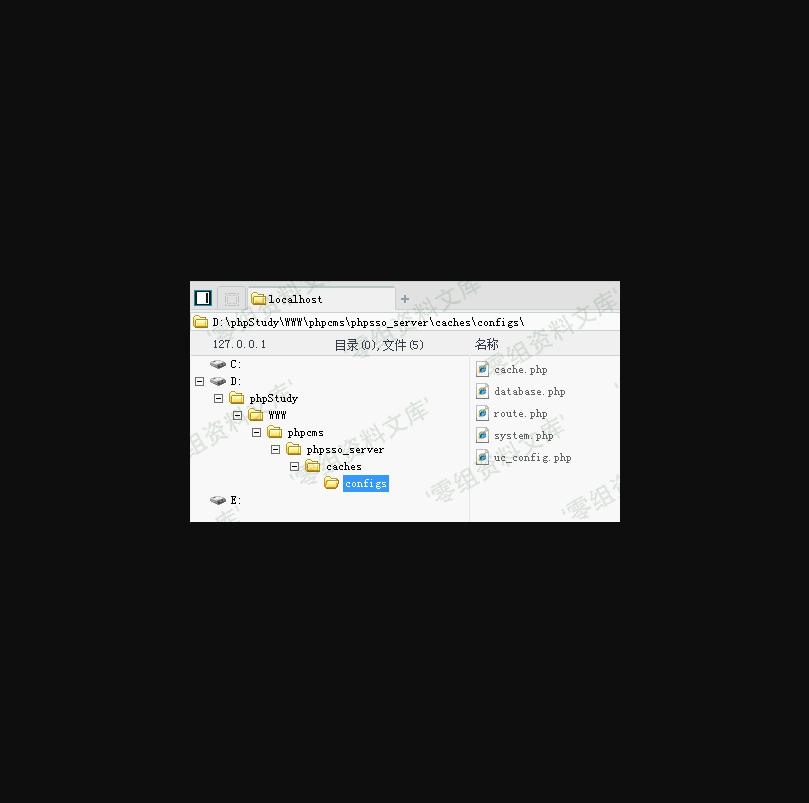 localhost
D:\phpStudy\WWW\phpcms\phpsso_server\caches\configs\
127.0.0.1 目录(0),文件(5) 名称
C:
D:
phpStudy
WWW
phpcms
phpsso_server
caches
configs
E:
cache.php
database.php
route.php
system.php
uc_config.php
'零组资料文库'